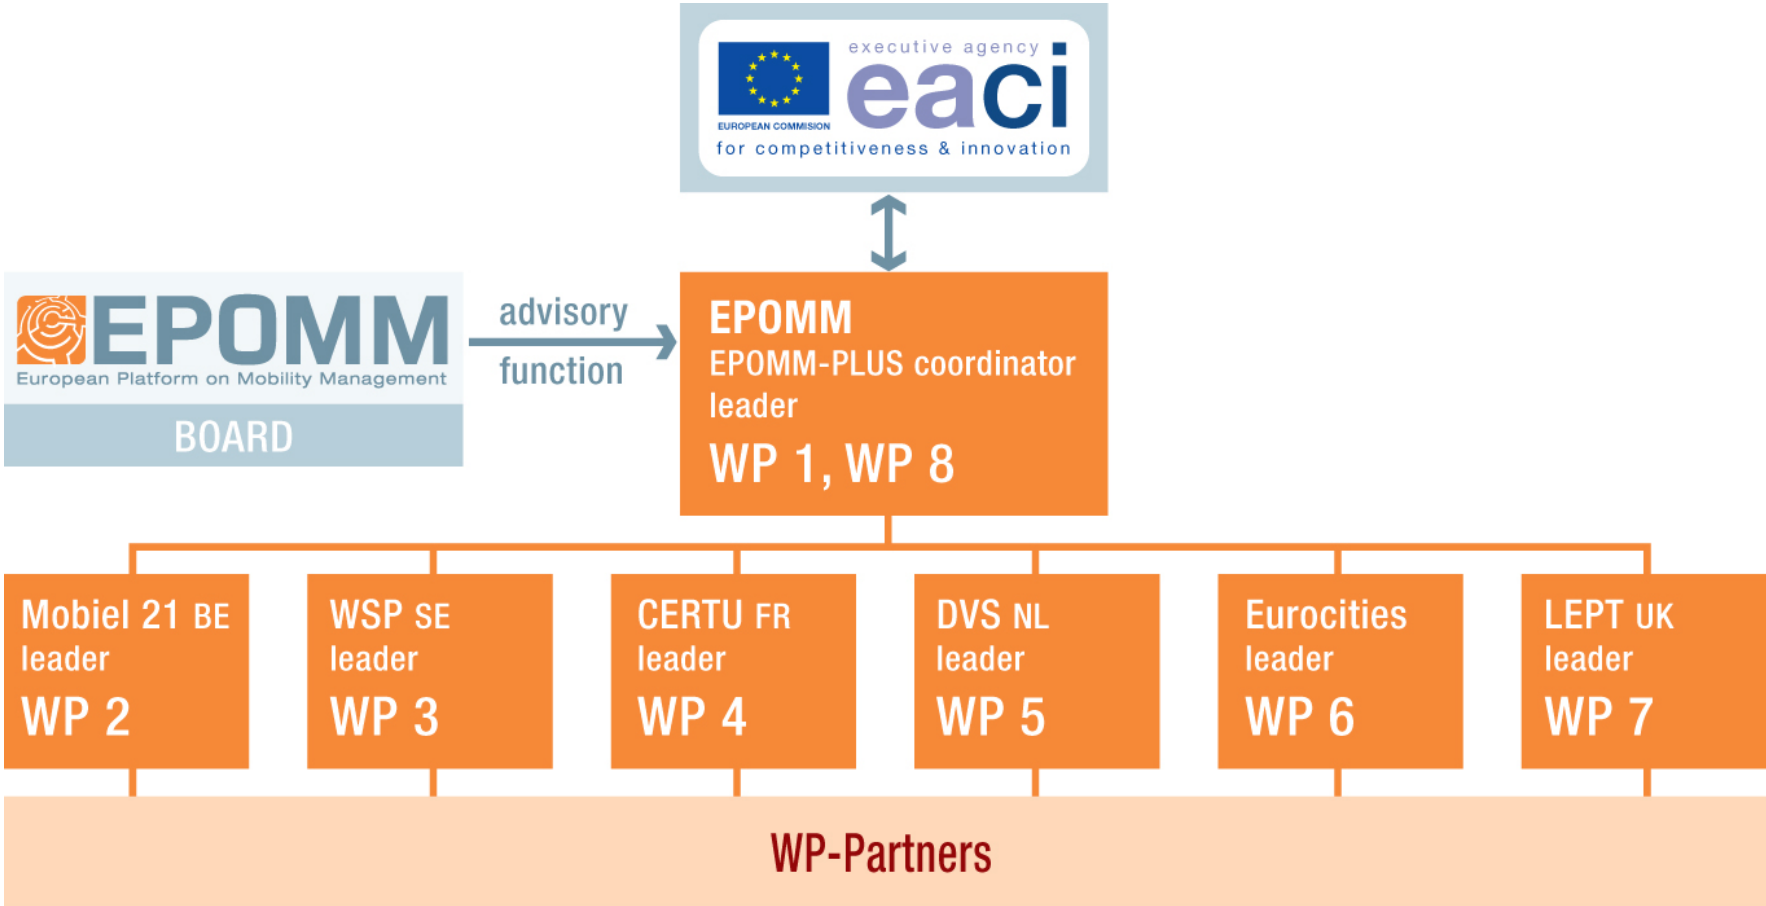 executive agency
eaci
EUROPEAN COMMISION
for competitiveness & innovation
EPOMM
European Platform on Mobility Management
BOARD
advisory
function
EPOMM
EPOMM-PLUS coordinator
leader
WP 1, WP 8
Mobiel 21 BE
leader
WP 2
WSP SE
leader
WP 3
CERTU FR
leader
WP 4
DVS NL
leader
WP 5
Eurocities
leader
WP 6
LEPT UK
leader
WP 7
WP-Partners